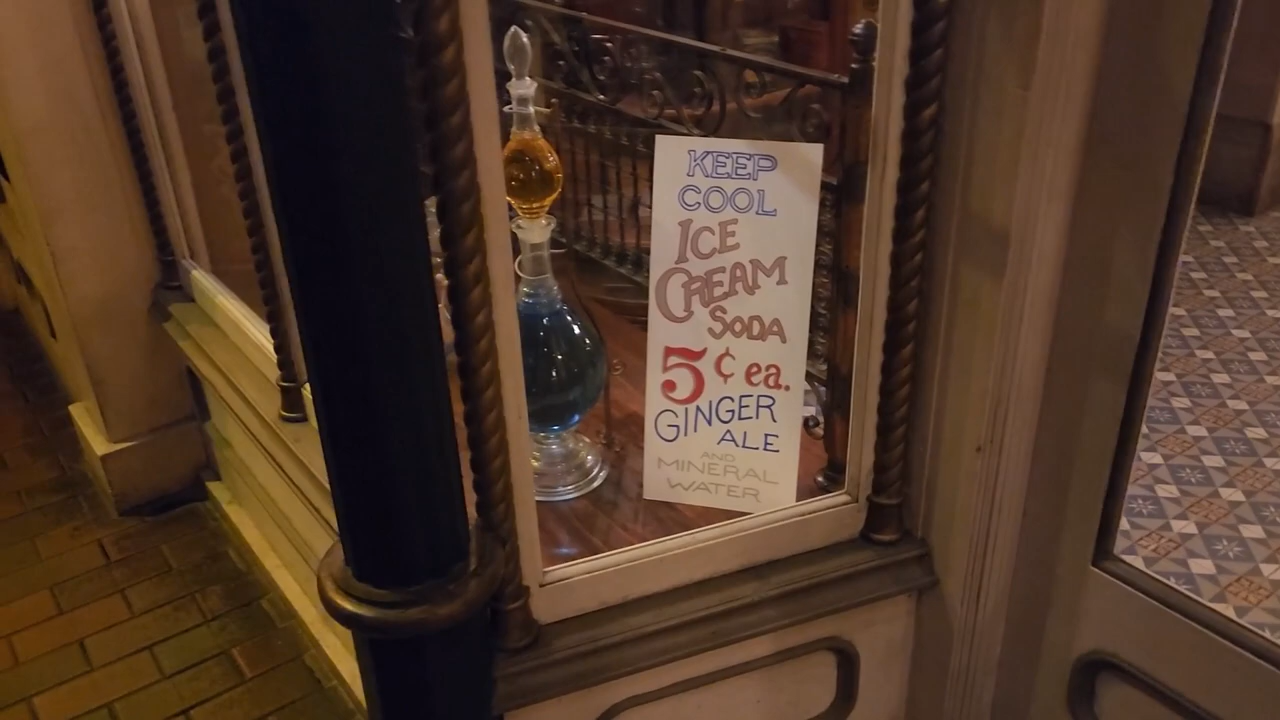 KEEP
COOL
ICE
CREAM
SODA
5¢ ea.
GINGER
ALE
AND
MINERAL
WATER